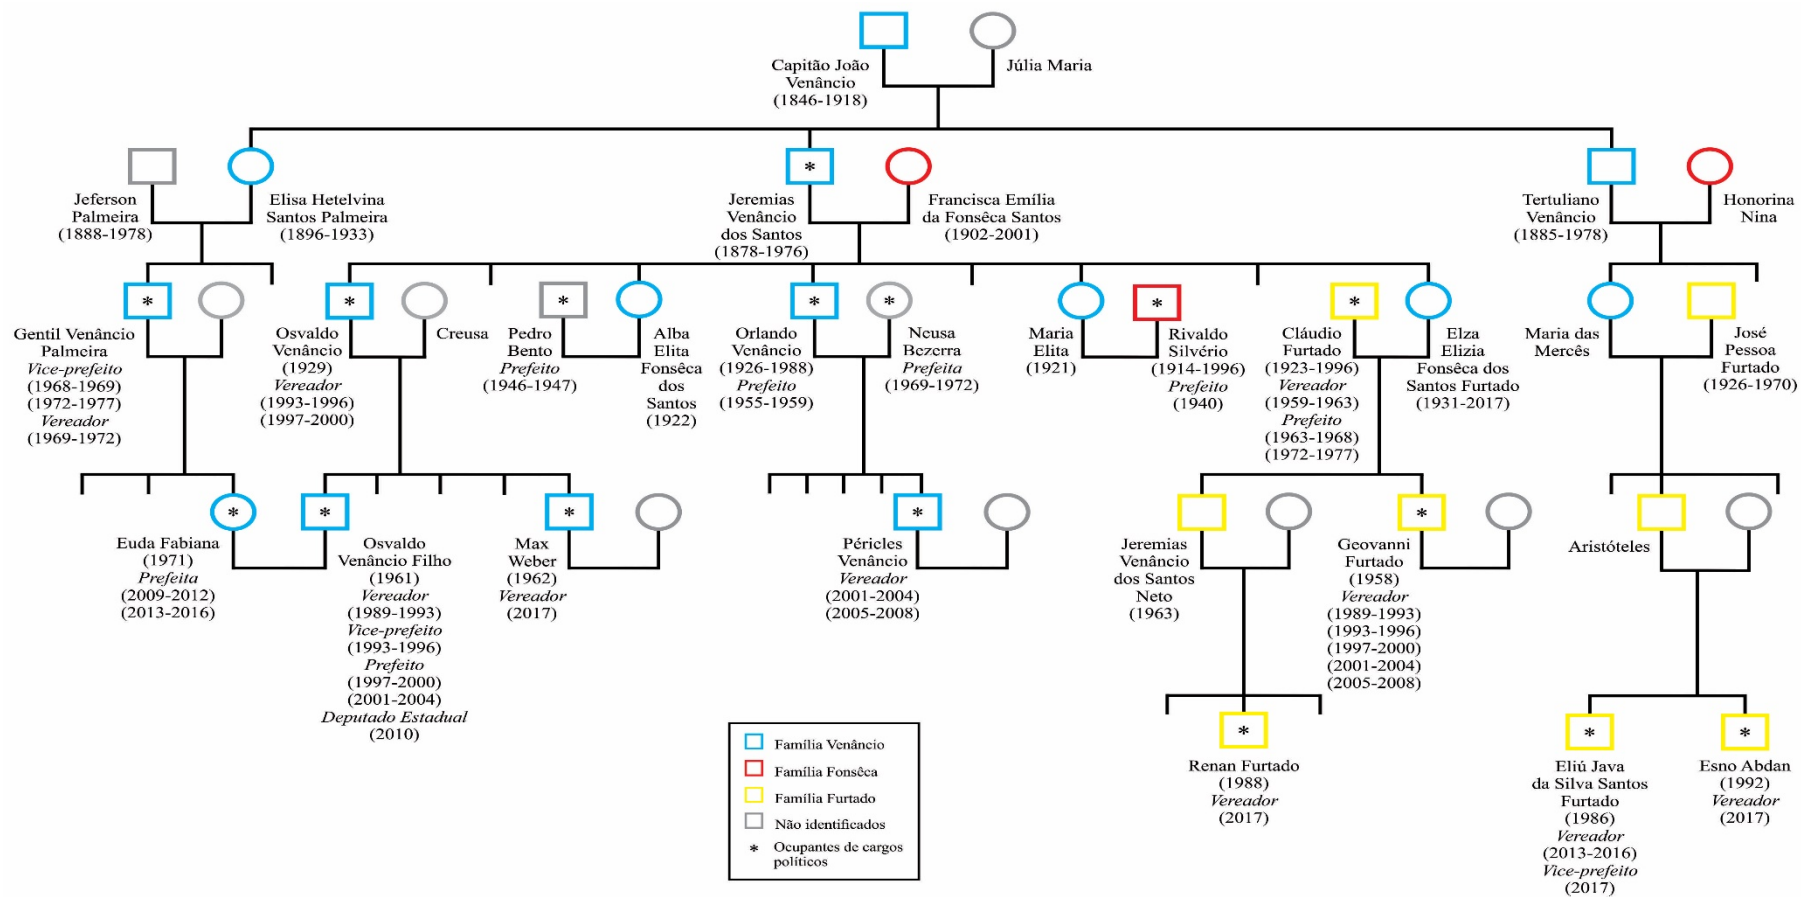 Capitão João
Venâncio
(1846-1918)
Júlia Maria
Jeferson
Palmeira
(1888-1978)
Elisa Hetelvina
Santos Palmeira
(1896-1933)
*
Jeremias
Venâncio
dos Santos
(1878-1976)
Francisca Emília
da Fonsêca Santos
(1902-2001)
Tertuliano
Venâncio
(1885-1978)
Honorina
Nina
*
Gentil Venâncio
Palmeira
Vice-prefeito
(1968-1969)
(1972-1977)
Vereador
(1969-1972)
*
Osvaldo
Venâncio
(1929)
Vereador
(1993-1996)
(1997-2000)
Creusa
*
Pedro
Bento
Prefeito
(1946-1947)
Alba
Elita
Fonsêca
dos
Santos
(1922)
*
Orlando
Venâncio
(1926-1988)
Prefeito
(1955-1959)
*
Neusa
Bezerra
Prefeita
(1969-1972)
Maria
Elita
(1921)
*
Rivaldo
Silvério
(1914-1996)
Prefeito
(1940)
*
Cláudio
Furtado
(1923-1996)
Vereador
(1959-1963)
Prefeito
(1963-1968)
(1972-1977)
Elza
Elizia
Fonsêca dos
Santos Furtado
(1931-2017)
Maria das
Mercês
José
Pessoa
Furtado
(1926-1970)
*
Euda Fabiana
(1971)
Prefeita
(2009-2012)
(2013-2016)
*
Osvaldo
Venâncio Filho
(1961)
Vereador
(1989-1993)
Vice-prefeito
(1993-1996)
Prefeito
(1997-2000)
(2001-2004)
Deputado Estadual
(2010)
*
Max
Weber
(1962)
Vereador
(2017)
*
Péricles
Venâncio
Vereador
(2001-2004)
(2005-2008)
Jeremias
Venâncio
dos Santos
Neto
(1963)
*
Geovanni
Furtado
(1958)
Vereador
(1989-1993)
(1993-1996)
(1997-2000)
(2001-2004)
(2005-2008)
Aristóteles
*
Renan Furtado
(1988)
Vereador
(2017)
*
Eliú Java
da Silva Santos
Furtado
(1986)
Vereador
(2013-2016)
Vice-prefeito
(2017)
*
Esno Abdan
(1992)
Vereador
(2017)
Família Venâncio
Família Fonsêca
Família Furtado
Não identificados
* Ocupantes de cargos
políticos